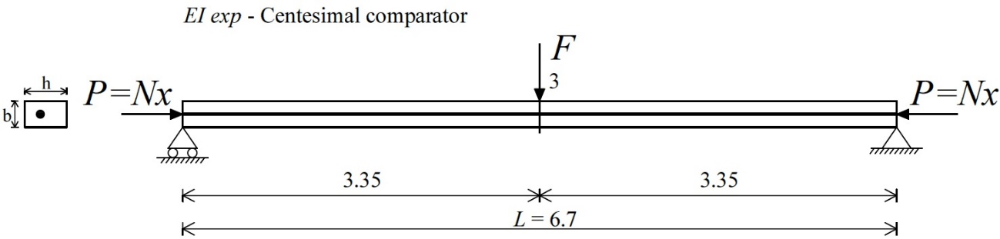 EI exp - Centesimal comparator
F
3
h
b
P=Nx
P=Nx
3.35
3.35
L = 6.7